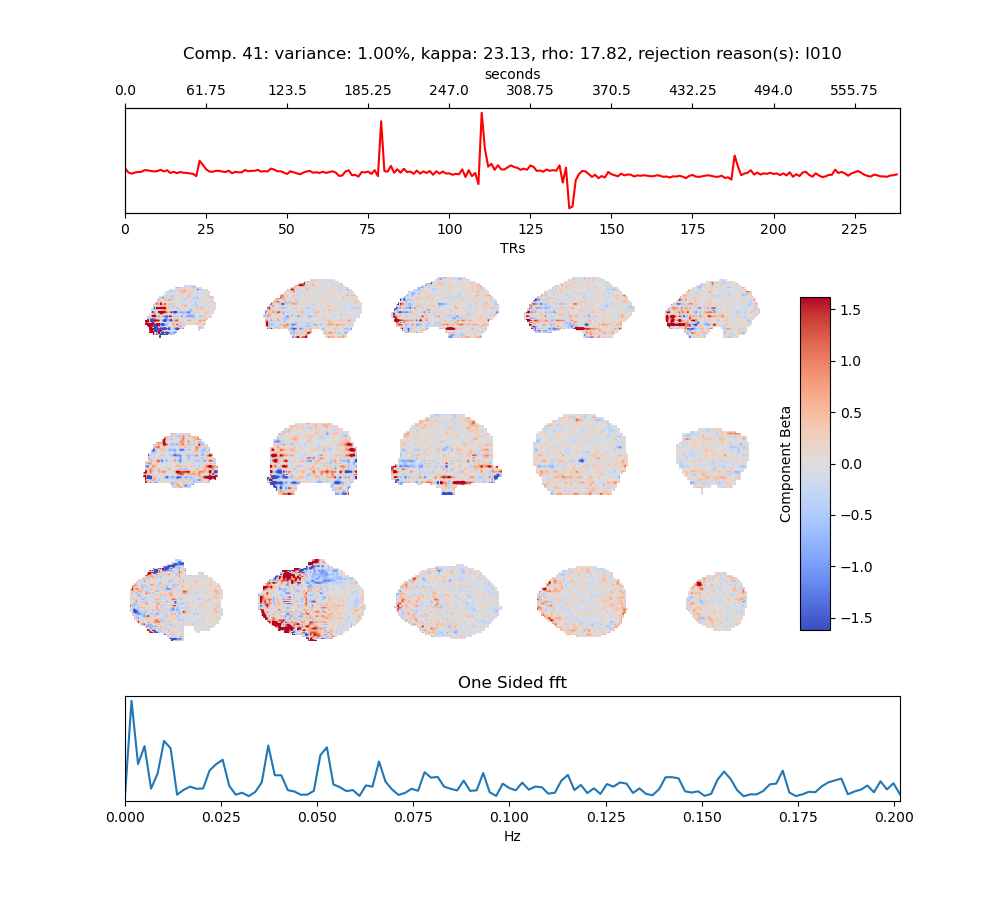 Comp. 41: variance: 1.00%, kappa: 23.13, rho: 17.82, rejection reason(s): I010
seconds
0.0 61.75 123.5 185.25 247.0 308.75 370.5 432.25 494.0 555.75
0 25 50 75 100 125 150 175 200 225
TRs
1.5
1.0
0.5
0.0
−0.5
−1.0
−1.5
Component Beta
One Sided fft
0.000 0.025 0.050 0.075 0.100 0.125 0.150 0.175 0.200
Hz